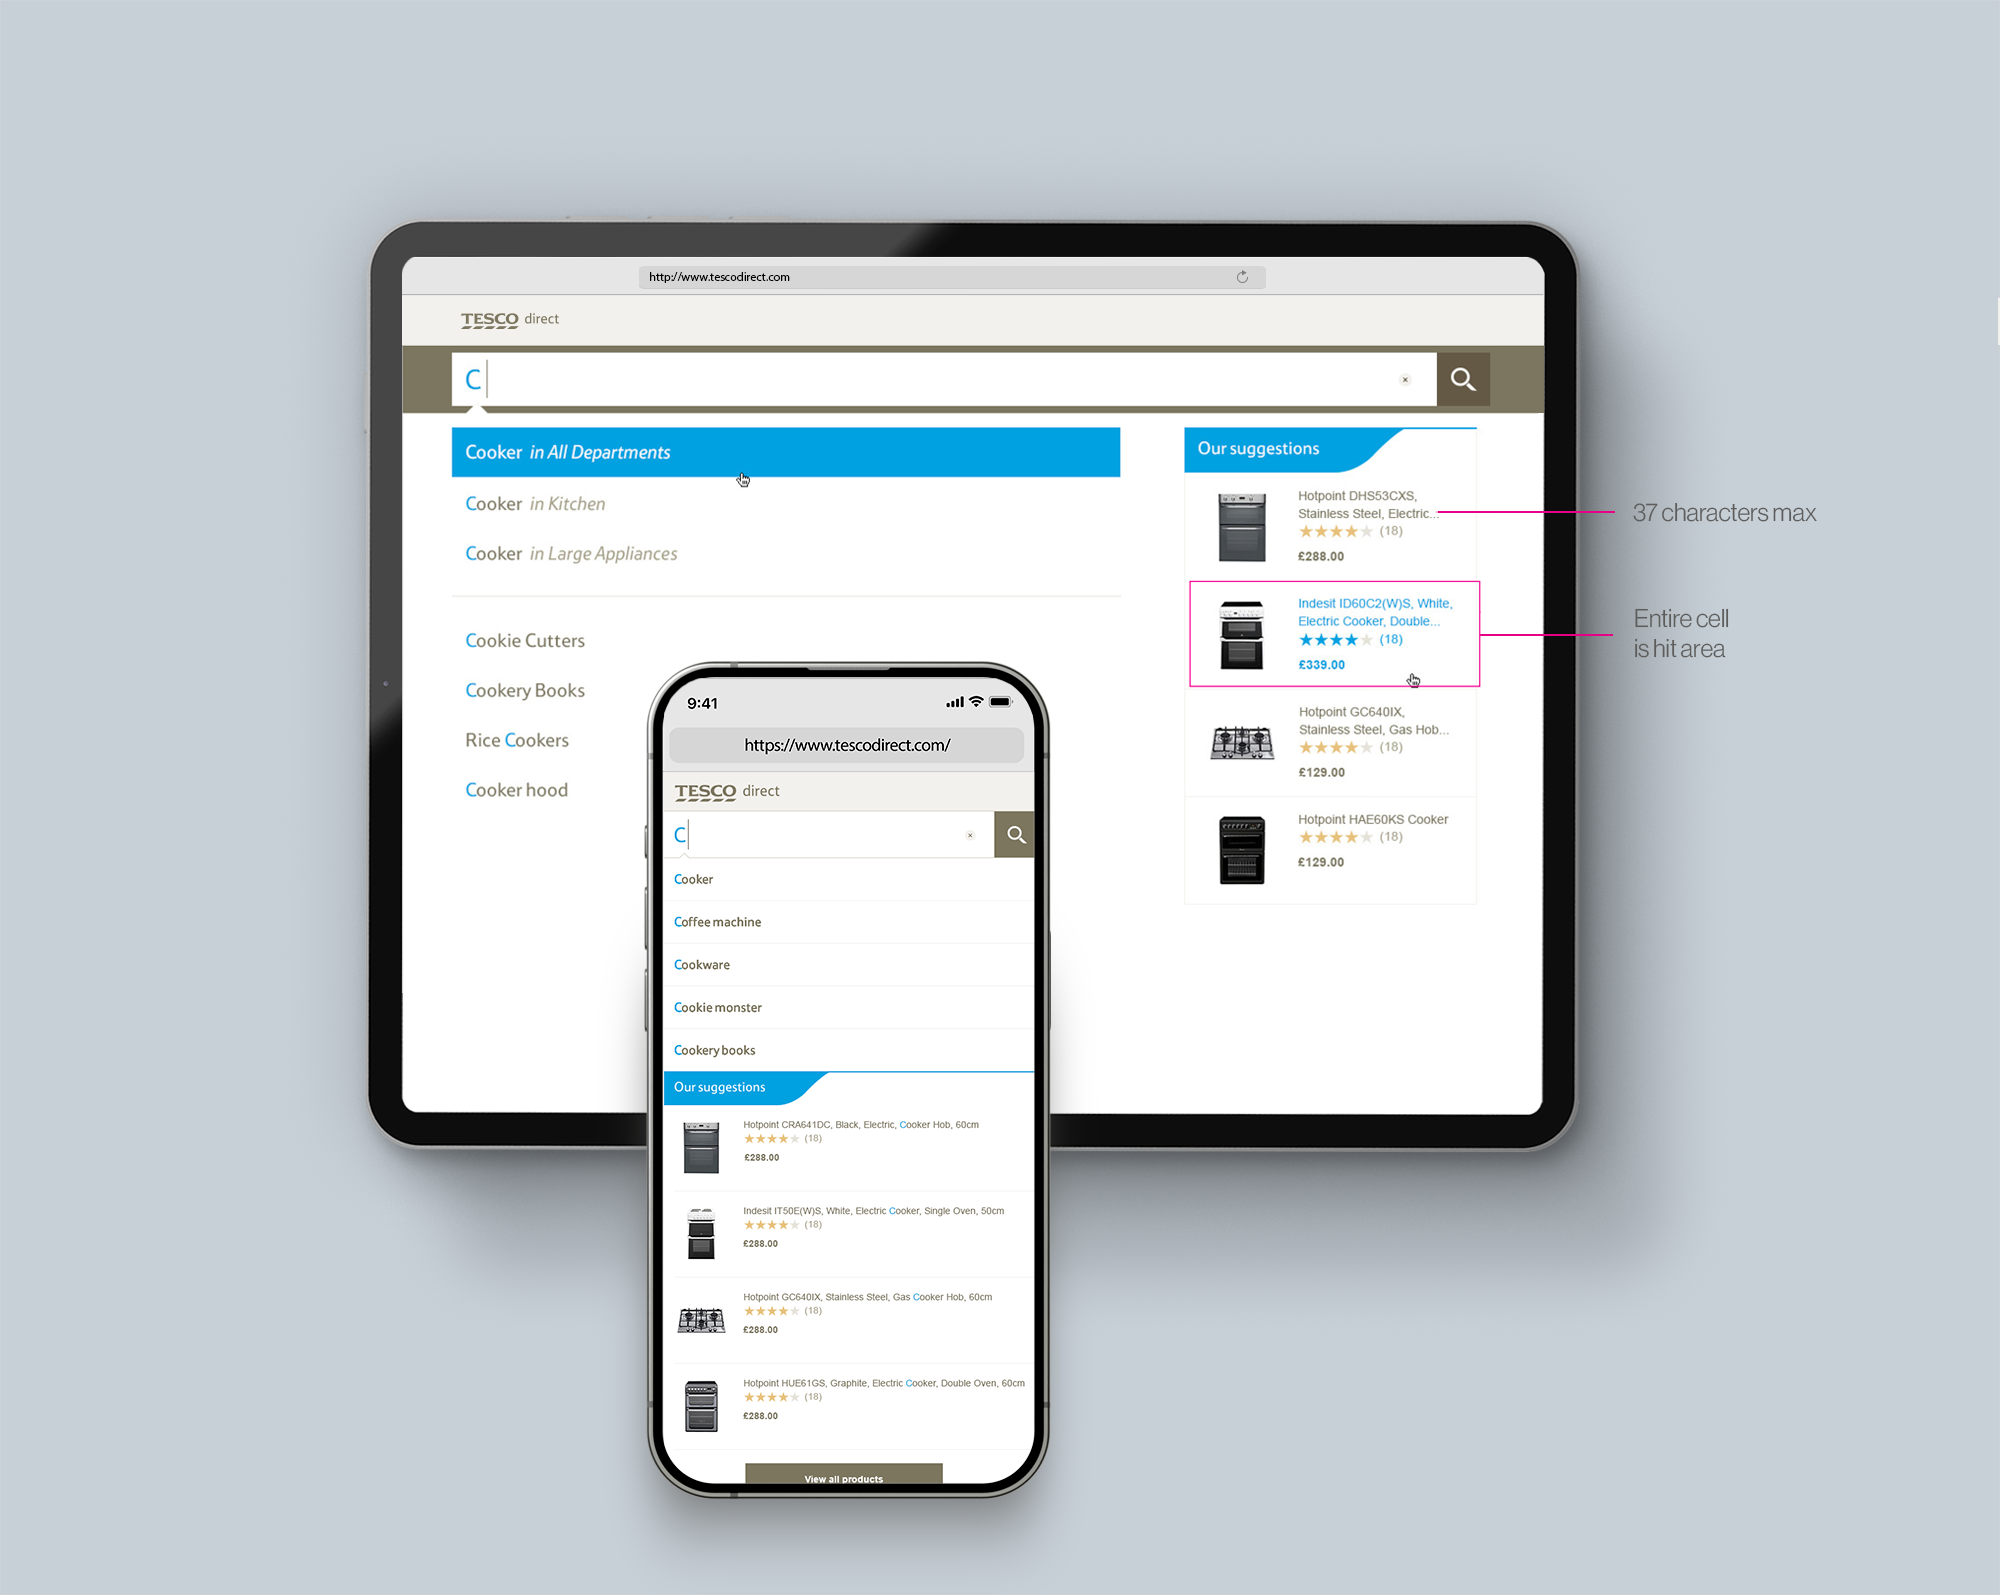 http://www.tescodirect.com
TESCO direct
C
Cooker in All Departments
Cooker in Kitchen
Cooker in Large Appliances
Cookie Cutters
Cookery Books
Rice Cookers
Cooker hood
Our suggestions
Hotpoint DHS53CXS,
Stainless Steel, Electric...
(18)
£288.00
Indesit ID60C2(W)S, White,
Electric Cooker, Double...
(18)
£339.00
Hotpoint GC640IX,
Stainless Steel, Gas Hob...
(18)
£129.00
Hotpoint HAE60KS Cooker
(18)
£129.00
37 characters max
Entire cell
is hit area
9:41
https://www.tescodirect.com/
TESCO direct
C
Cooker
Coffee machine
Cookware
Cookie monster
Cookery books
Our suggestions
Hotpoint CRA641DC, Black, Electric, Cooker Hob, 60cm
(18)
£288.00
Indesit IT50E(W)S, White, Electric Cooker, Single Oven, 50cm
(18)
£288.00
Hotpoint GC640IX, Stainless Steel, Gas Cooker Hob, 60cm
(18)
£288.00
Hotpoint HUE61GS, Graphite, Electric Cooker, Double Oven, 60cm
(18)
£288.00
View all products